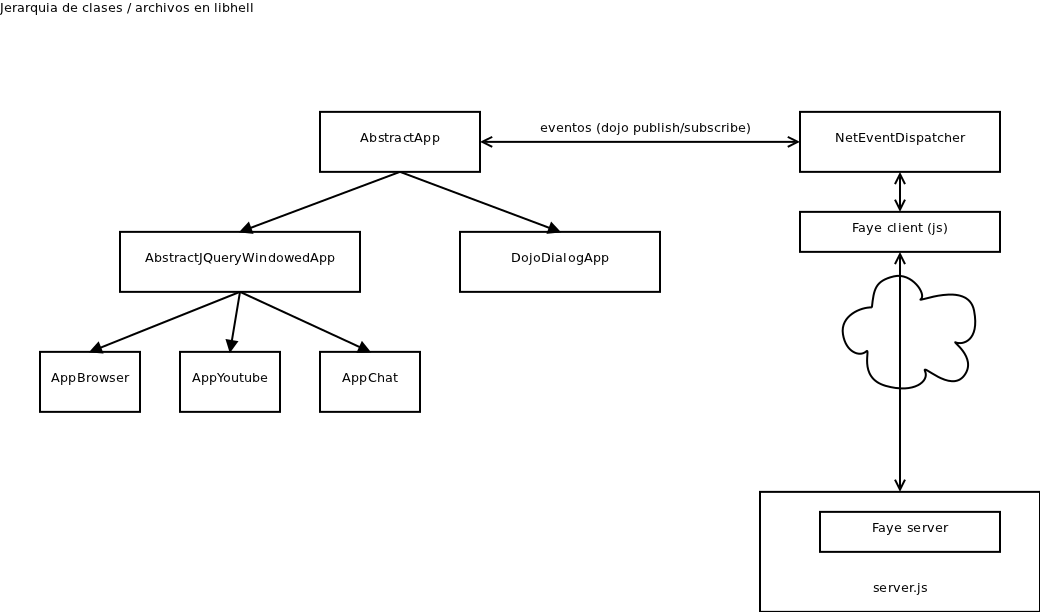 Jerarquia de clases / archivos en libhell
AbstractApp
eventos (dojo publish/subscribe)
NetEventDispatcher
Faye client (js)
AbstractJQueryWindowedApp
DojoDialogApp
AppBrowser
AppYoutube
AppChat
Faye server
server.js